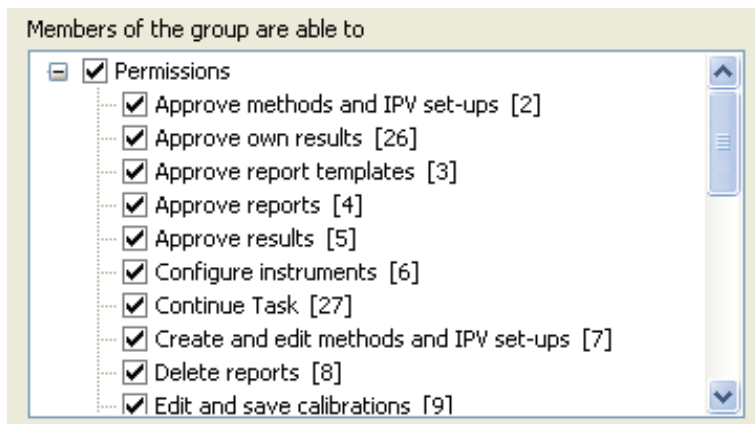 Members of the group are able to
Permissions
Approve methods and IPV set-ups [2]
Approve own results [26]
Approve report templates [3]
Approve reports [4]
Approve results [5]
Configure instruments [6]
Continue Task [27]
Create and edit methods and IPV set-ups [7]
Delete reports [8]
Edit and save calibrations [9]